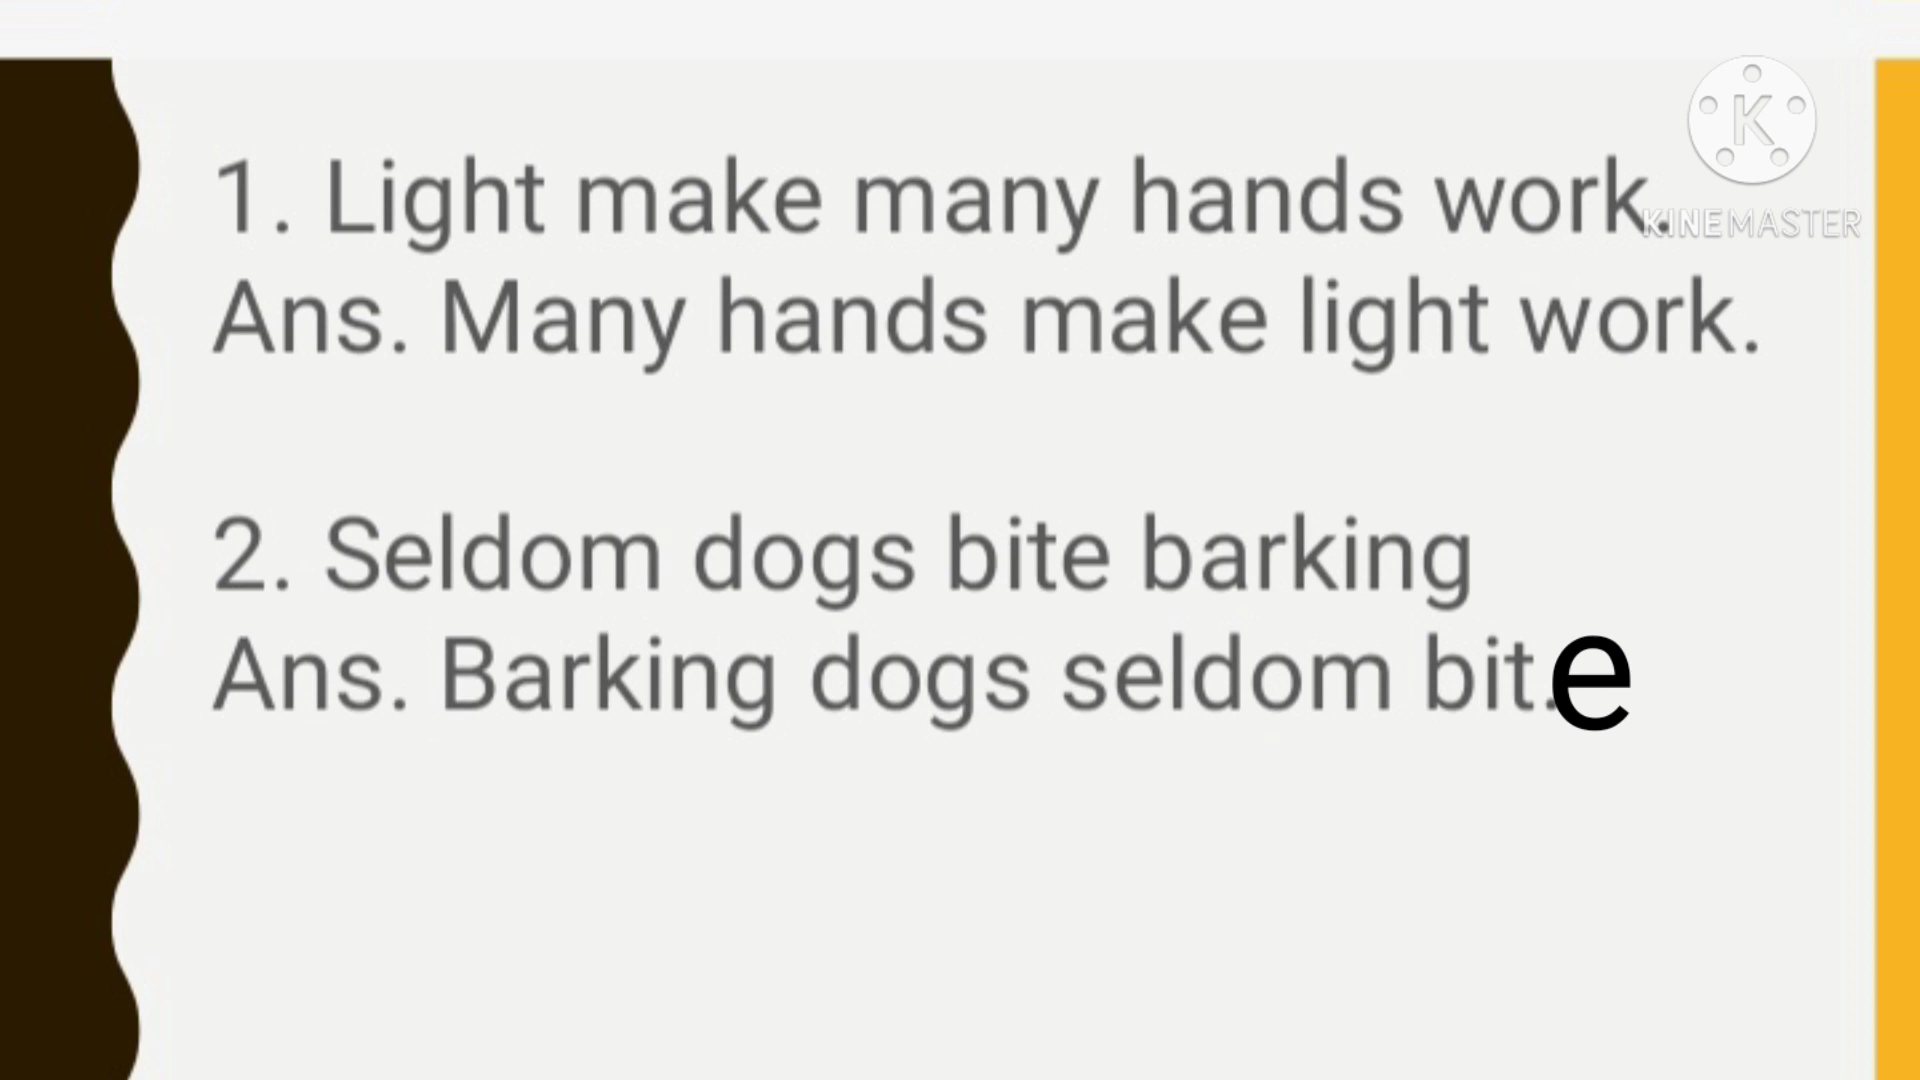 1. Light make many hands work.
Ans. Many hands make light work.
2. Seldom dogs bite barking
Ans. Barking dogs seldom bit.e
K
KINEMASTER